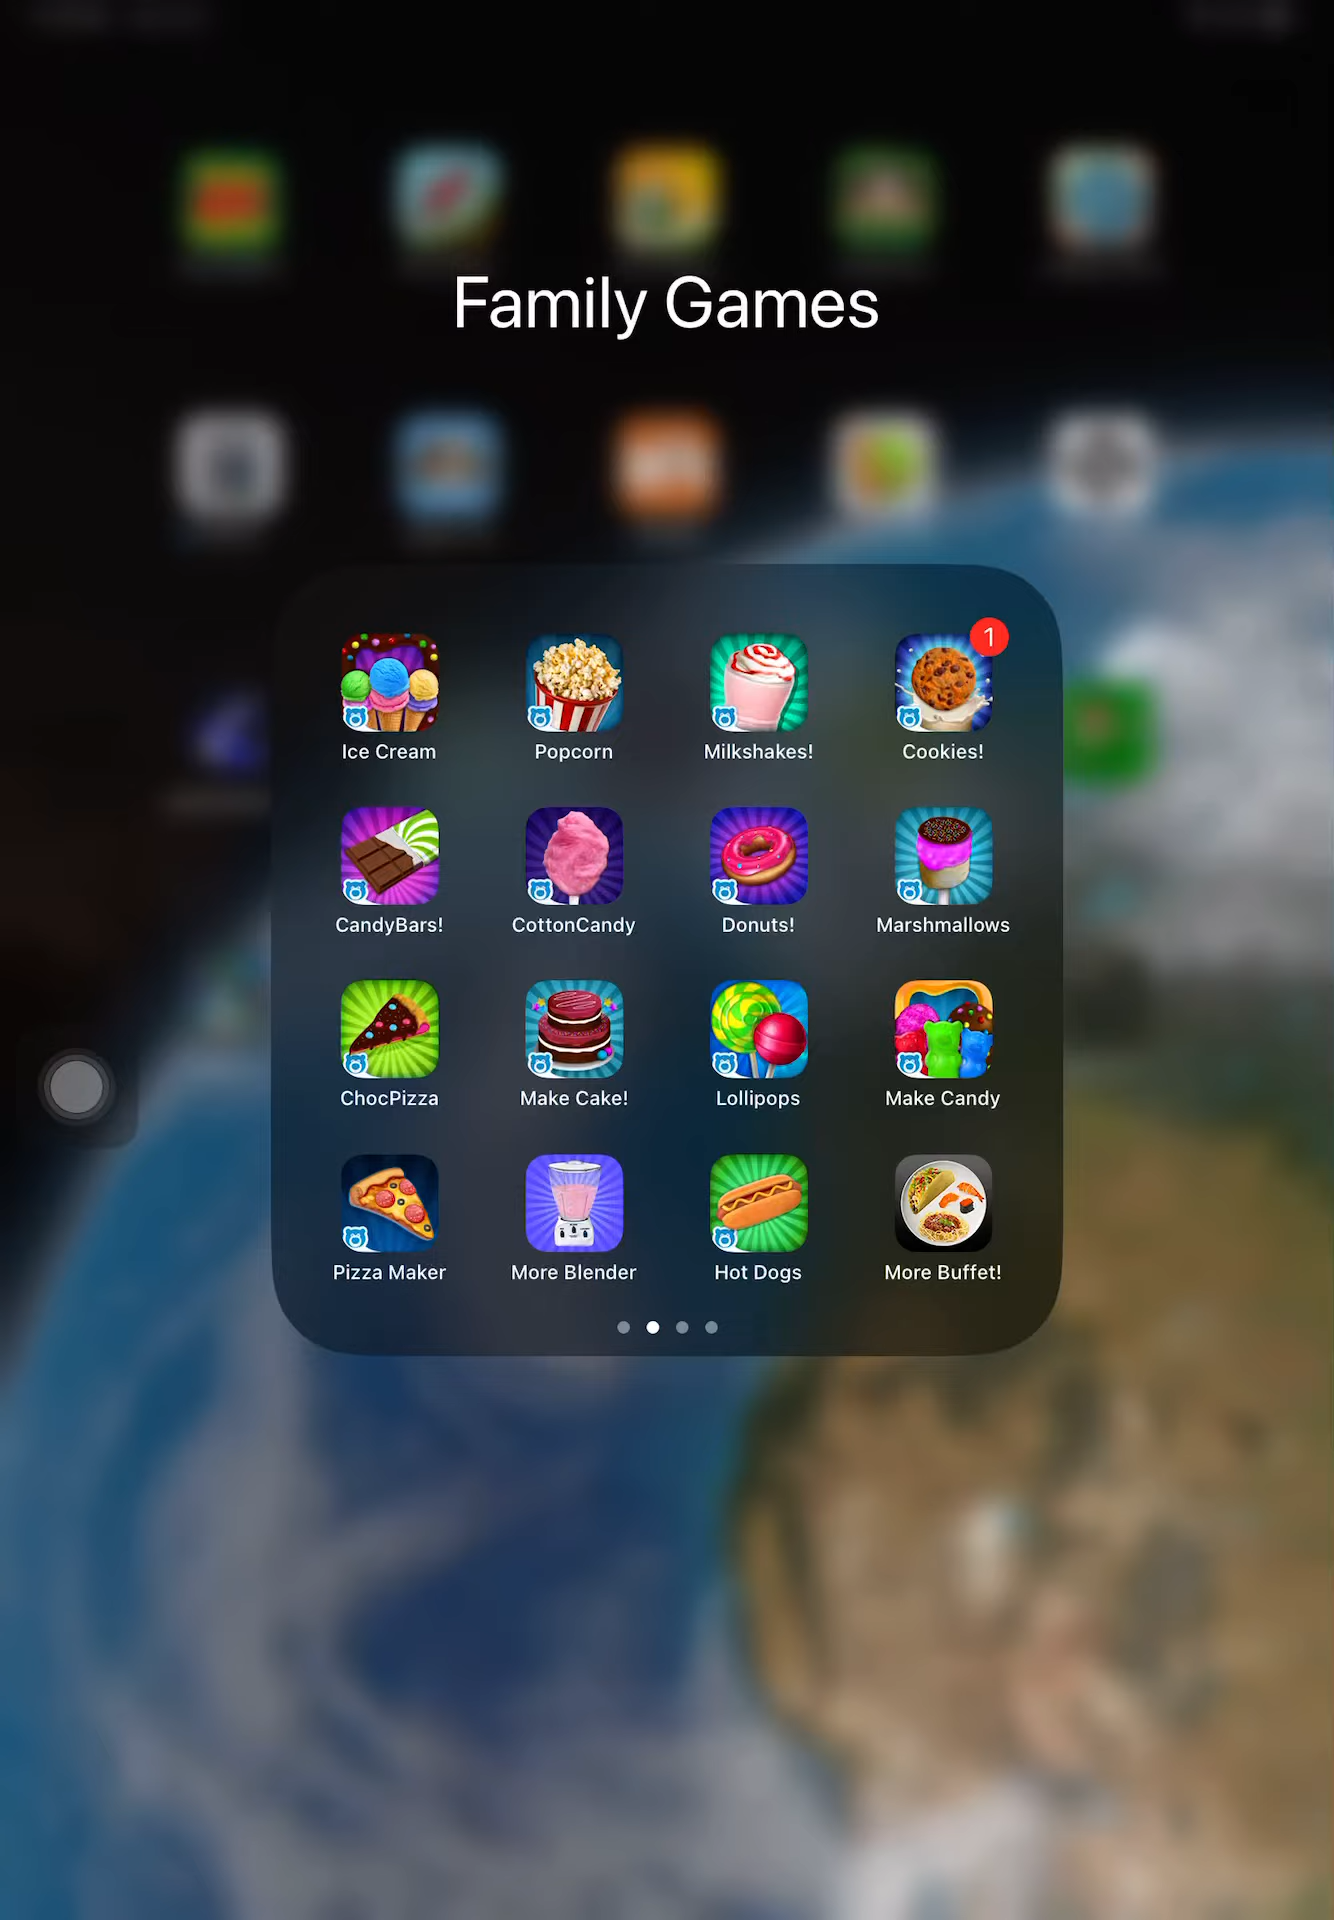 Family Games
1
Ice Cream Popcorn Milkshakes! Cookies!
CandyBars! CottonCandy Donuts! Marshmallows
ChocPizza Make Cake! Lollipops Make Candy
Pizza Maker More Blender Hot Dogs More Buffet!